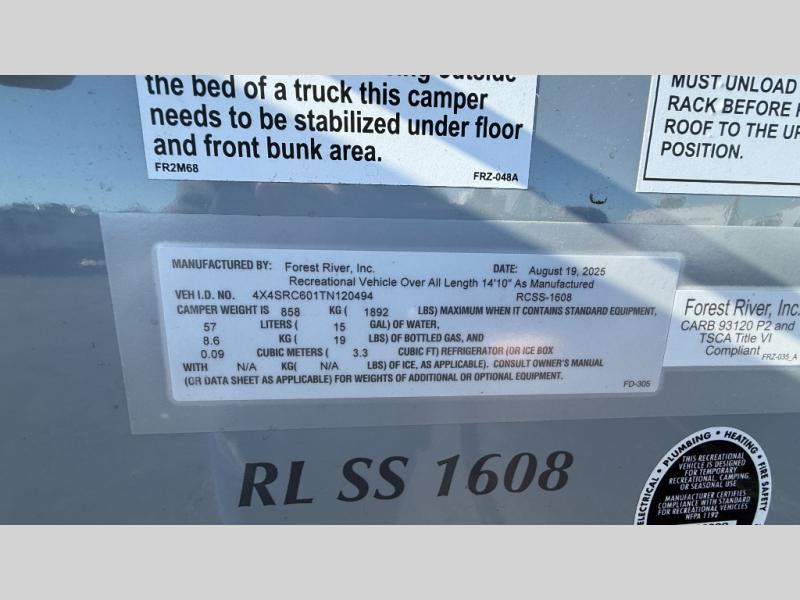 the bed of a truck this camper
needs to be stabilized under floor
and front bunk area.
FR2M68
FRZ-048A
MUST UNLOAD
RACK BEFORE
ROOF TO THE
POSITION.
MANUFACTURED BY: Forest River, Inc. DATE: August 19, 2025
Recreational Vehicle Over All Length 14'10" As Manufactured
VEH I.D. NO. 4X4SRC601TN120494 RCSS-1608
CAMPER WEIGHT IS 858 KG ( 1892 LBS) MAXIMUM WHEN IT CONTAINS STANDARD EQUIPMENT,
57 LITERS ( 15 GAL) OF WATER,
8.6 KG ( 19 LBS) OF BOTTLED GAS, AND
0.09 CUBIC METERS ( 3.3 CUBIC FT) REFRIGERATOR (OR ICE BOX
WITH N/A KG( N/A LBS) OF ICE, AS APPLICABLE). CONSULT OWNER'S MANUAL
(OR DATA SHEET AS APPLICABLE) FOR WEIGHTS OF ADDITIONAL OR OPTIONAL EQUIPMENT.
FD-305
Forest River, Inc.
CARB 93120 P2 and
TSCA Title VI
Compliant
FRZ-035_A
RL SS 1608
ELECTRICAL • PLUMBING • HEATING • FIRE SAFETY
THIS RECREATIONAL
VEHICLE IS DESIGNED
FOR TEMPORARY
RECREATIONAL, CAMPING,
OR SEASONAL USE.
MANUFACTURER CERTIFIES
COMPLIANCE WITH STANDARD
FOR RECREATIONAL VEHICLES
NFPA 1192